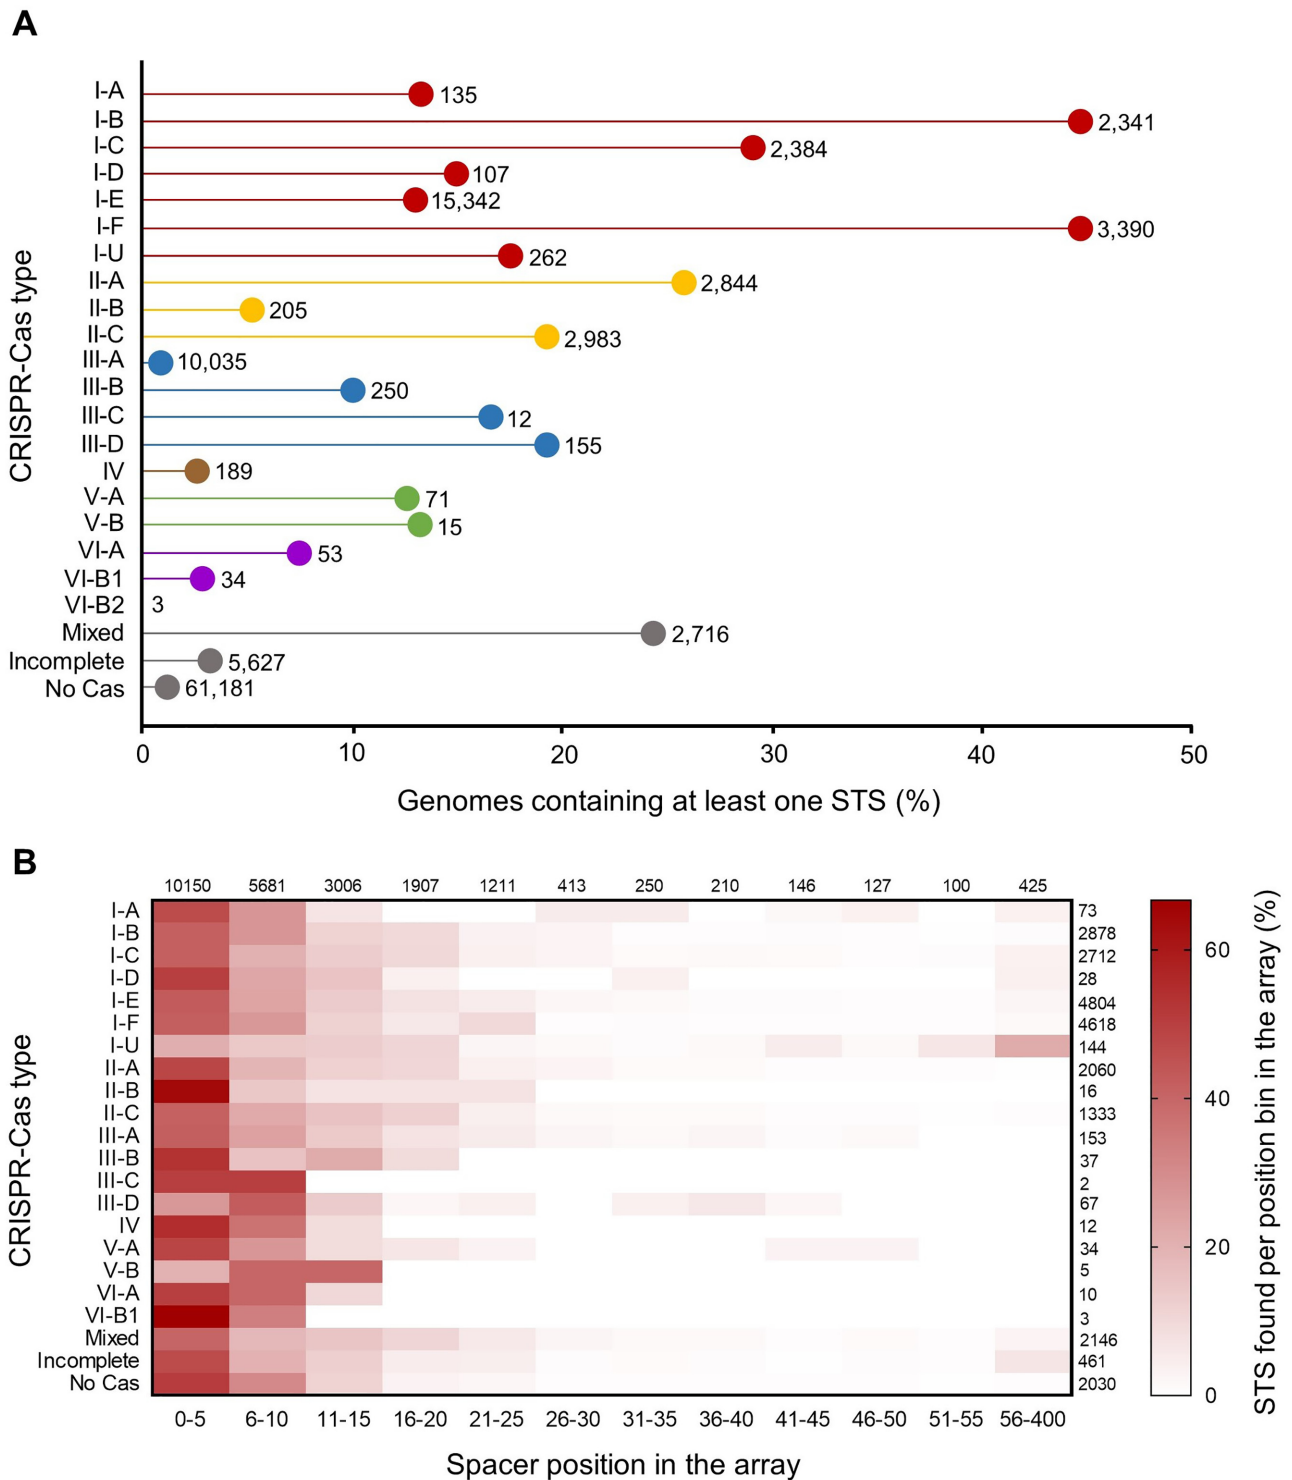 A
I-A 135
I-B 2,341
I-C 2,384
I-D 107
I-E 15,342
I-F 3,390
I-U 262
II-A 2,844
II-B 205
II-C 2,983
III-A 10,035
III-B 250
III-C 12
III-D 155
IV 189
V-A 71
V-B 15
VI-A 53
VI-B1 34
VI-B2 3
Mixed 2,716
Incomplete 5,627
No Cas 61,181
CRISPR-Cas type
0 10 20 30 40 50
Genomes containing at least one STS (%)
B
10150 5681 3006 1907 1211 413 250 210 146 127 100 425
I-A 73
I-B 2878
I-C 2712
I-D 28
I-E 4804
I-F 4618
I-U 144
II-A 2060
II-B 16
II-C 1333
III-A 153
III-B 37
III-C 2
III-D 67
IV 12
V-A 34
V-B 5
VI-A 10
VI-B1 3
Mixed 2146
Incomplete 461
No Cas 2030
CRISPR-Cas type
0-5 6-10 11-15 16-20 21-25 26-30 31-35 36-40 41-45 46-50 51-55 56-400
Spacer position in the array
60
40
20
0
STS found per position bin in the array (%)